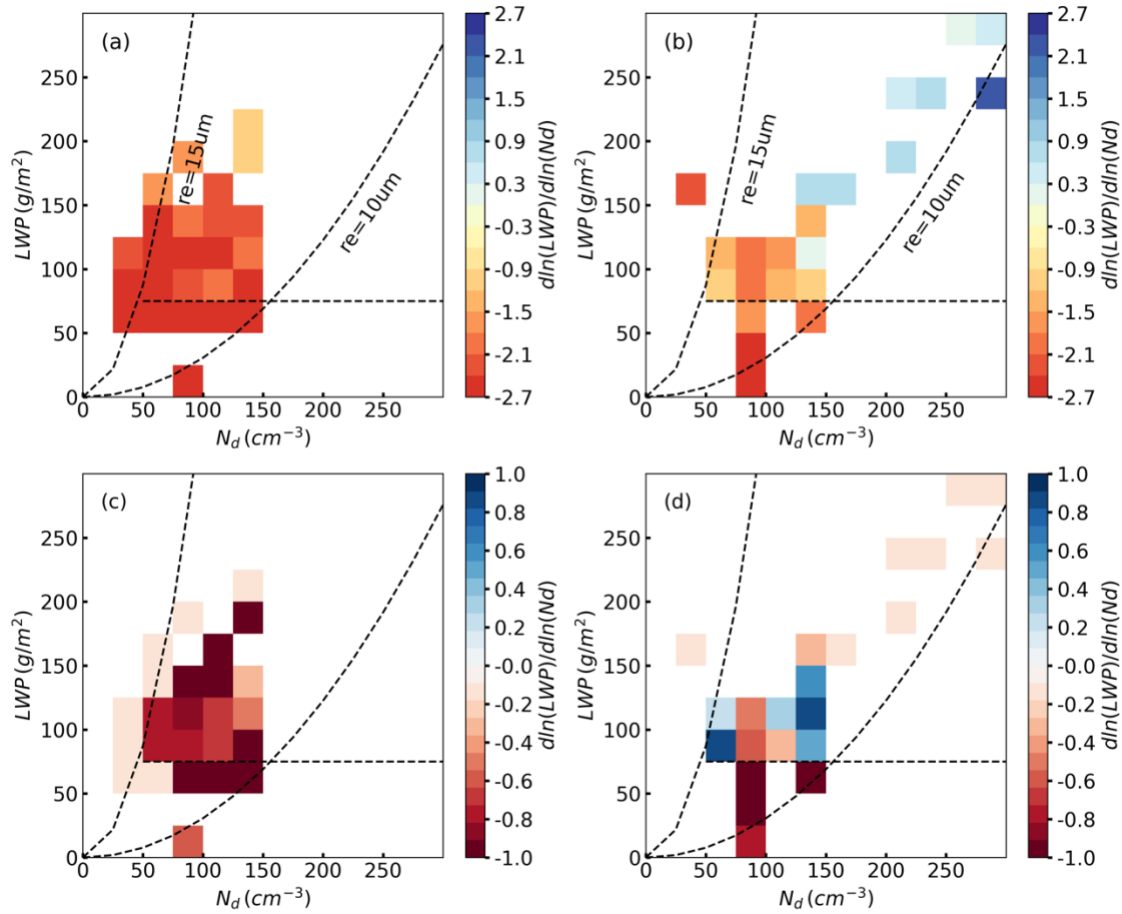 (a)
re=15um
re=10um
LWP (g/m²)
250
200
150
100
50
0
0 50 100 150 200 250
N_d (cm⁻³)
2.7
2.1
1.5
0.9
0.3
-0.3
-0.9
-1.5
-2.1
-2.7
dln(LWP)/dln(Nd)
(b)
re=15um
re=10um
LWP (g/m²)
250
200
150
100
50
0
0 50 100 150 200 250
N_d (cm⁻³)
2.7
2.1
1.5
0.9
0.3
-0.3
-0.9
-1.5
-2.1
-2.7
dln(LWP)/dln(Nd)
(c)
LWP (g/m²)
250
200
150
100
50
0
0 50 100 150 200 250
N_d (cm⁻³)
1.0
0.8
0.6
0.4
0.2
-0.0
-0.2
-0.4
-0.6
-0.8
-1.0
dln(LWP)/dln(Nd)
(d)
LWP (g/m²)
250
200
150
100
50
0
0 50 100 150 200 250
N_d (cm⁻³)
1.0
0.8
0.6
0.4
0.2
-0.0
-0.2
-0.4
-0.6
-0.8
-1.0
dln(LWP)/dln(Nd)